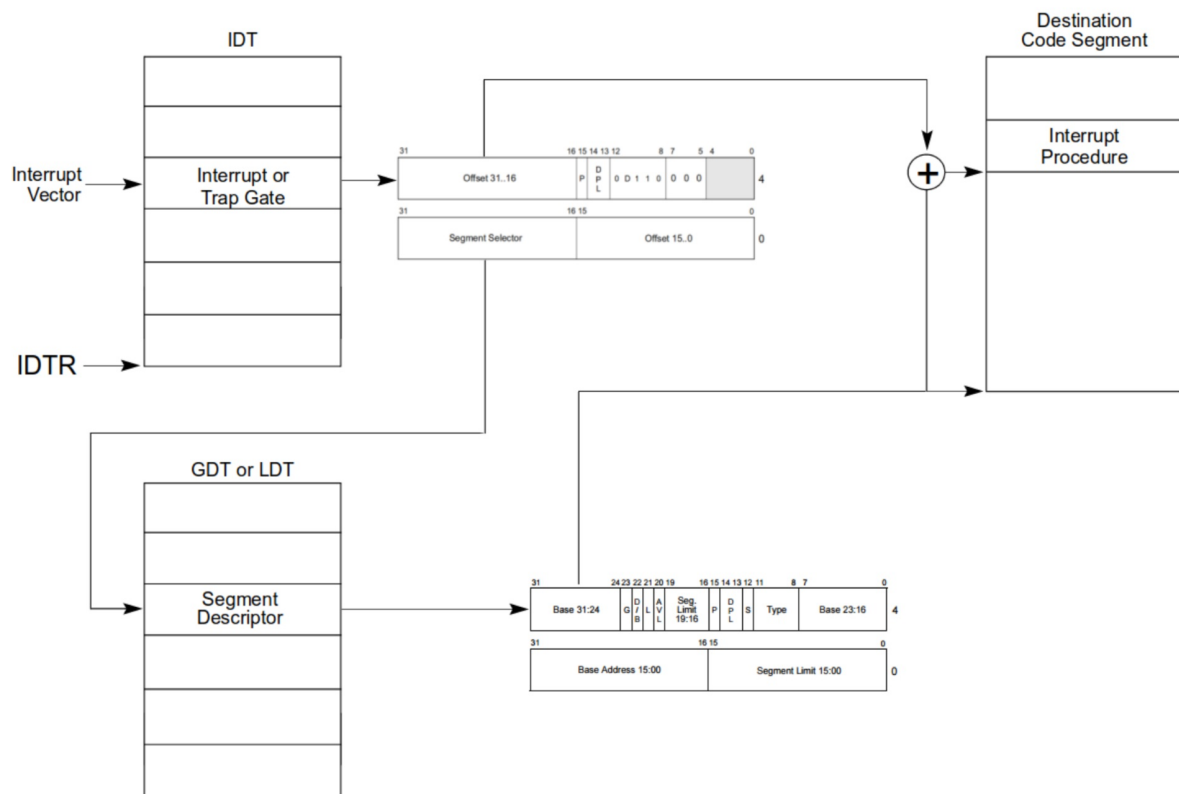 IDT
Destination
Code Segment
31 16 15 14 13 12 8 7 5 4 0
Interrupt
Vector
Interrupt or
Trap Gate
Offset 31..16 P D P L 0 D 1 1 0 0 0 0 4
Interrupt
Procedure
+
31 16 15 0
Segment Selector Offset 15..0 0
IDTR
GDT or LDT
Segment
Descriptor
31 24 23 22 21 20 19 16 15 14 13 12 11 8 7 0
Base 31:24 G D/B L AVL Seg. Limit 19:16 P DPL S Type Base 23:16 4
31 16 15 0
Base Address 15:00 Segment Limit 15:00 0